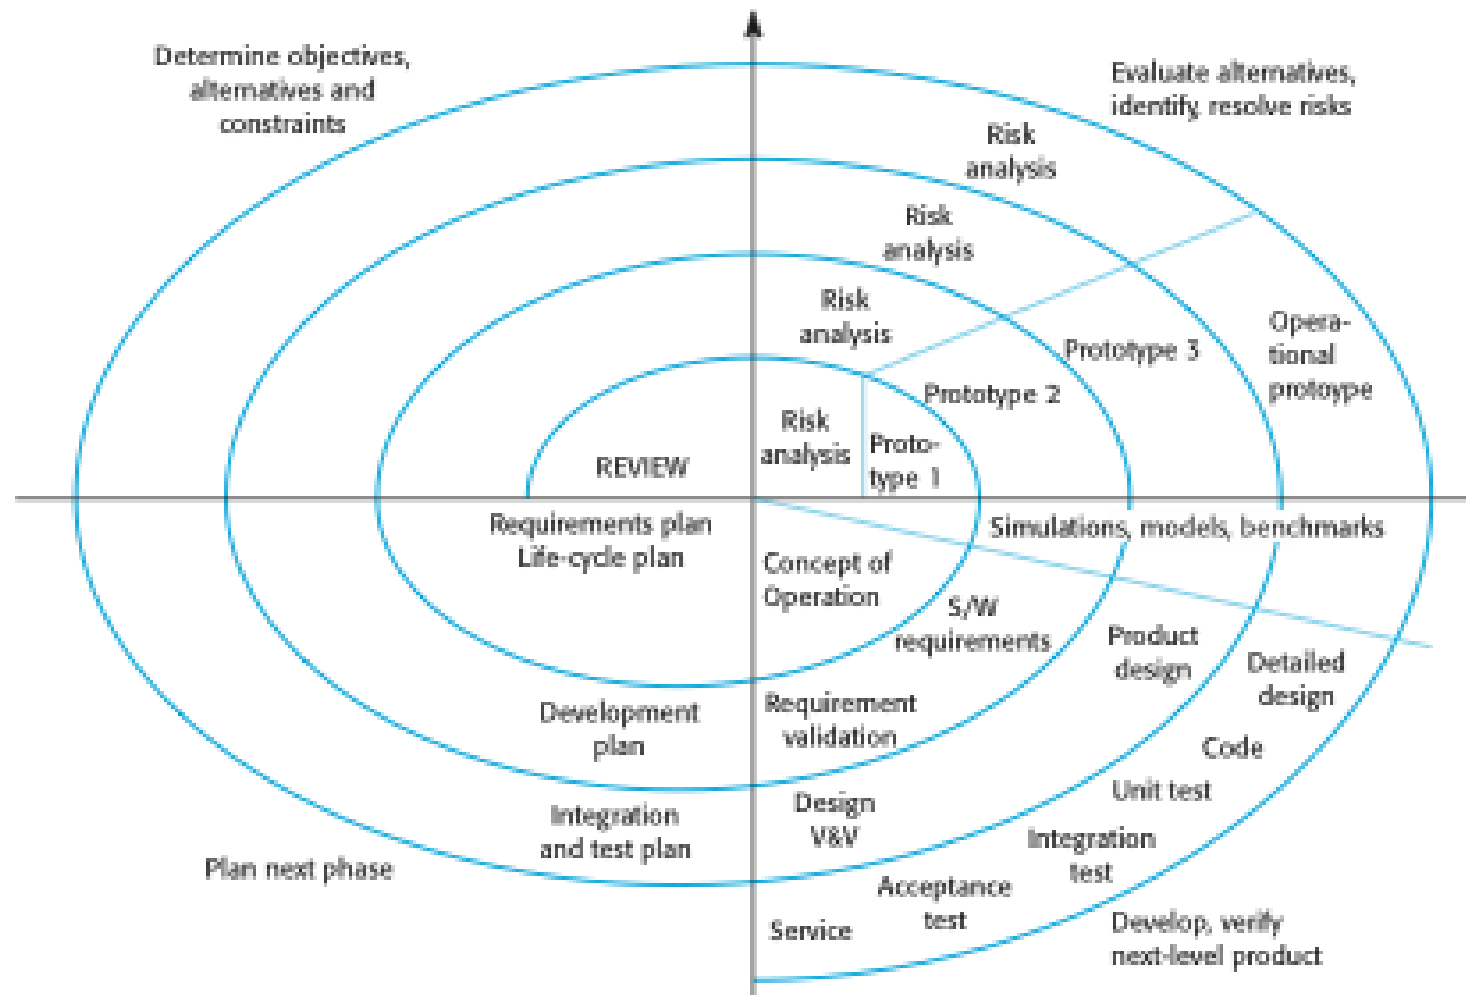 Determine objectives,
alternatives and
constraints
Evaluate alternatives,
identify, resolve risks
Risk
analysis
Risk
analysis
Risk
analysis
Risk
analysis
Proto-
type 1
Prototype 2
Prototype 3
Opera-
tional
protoype
REVIEW
Requirements plan
Life-cycle plan
Simulations, models, benchmarks
Concept of
Operation
S/W
requirements
Product
design
Detailed
design
Development
plan
Requirement
validation
Code
Unit test
Integration
and test plan
Design
V&V
Integration
test
Plan next phase
Acceptance
test
Service
Develop, verify
next-level product